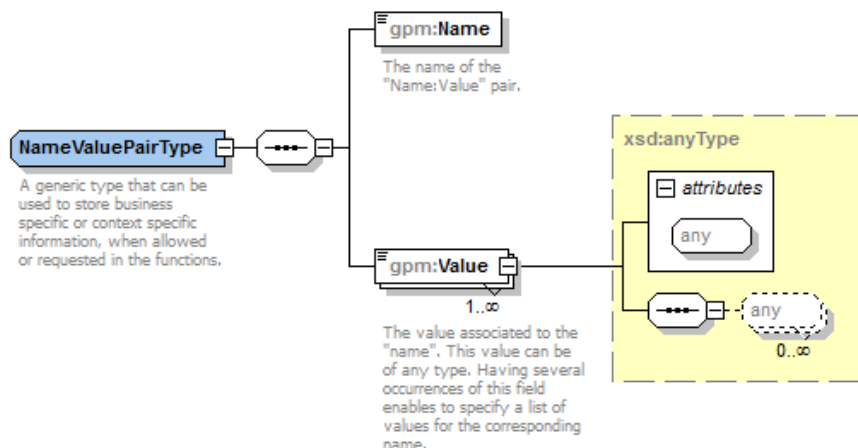 gpm:Name
The name of the
"Name:Value" pair.
NameValuePairType
A generic type that can be
used to store business
specific or context specific
information, when allowed
or requested in the functions.
xsd:anyType
attributes
any
gpm:Value
1..∞
any
0..∞
The value associated to the
"name". This value can be
of any type. Having several
occurrences of this field
enables to specify a list of
values for the corresponding
name.